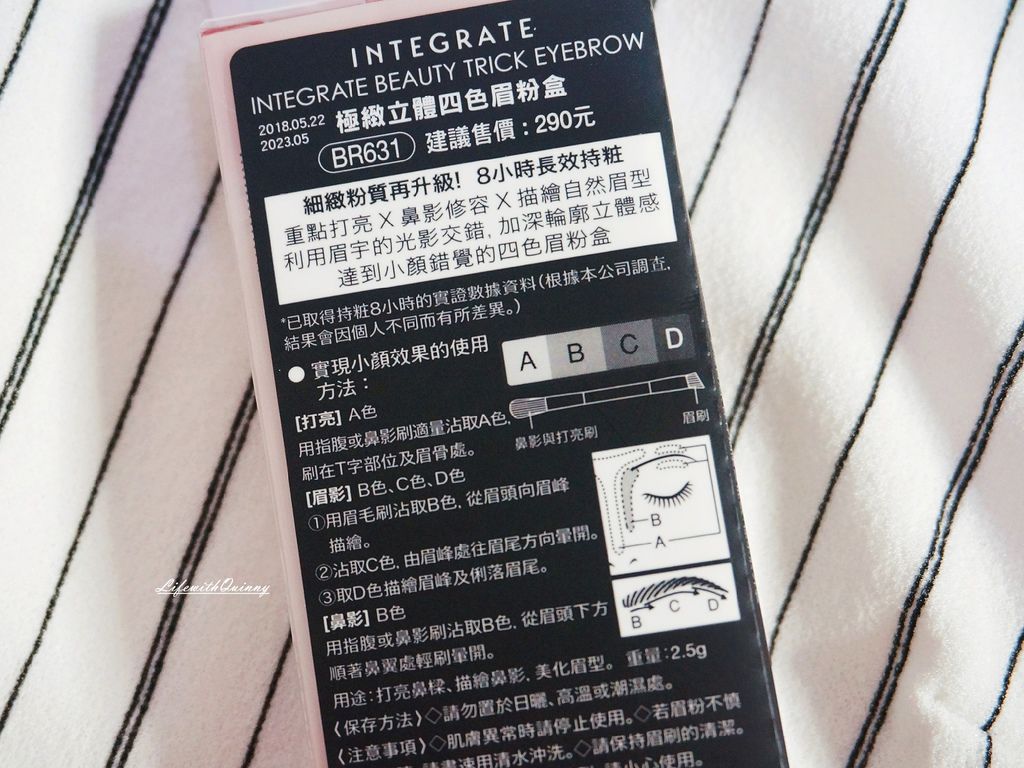 INTEGRATE
INTEGRATE BEAUTY TRICK EYEBROW
2018.05.22
2023.05
極緻立體四色眉粉盒
BR631 建議售價：290元
細緻粉質再升級！8小時長效持粧
重點打亮 X 鼻影修容 X 描繪自然眉型
利用眉宇的光影交錯, 加深輪廓立體感
達到小顏錯覺的四色眉粉盒
*已取得持粧8小時的實證數據資料(根據本公司調查,
結果會因個人不同而有所差異。)
實現小顏效果的使用
方法：
A B C D
鼻影與打亮刷
眉刷
[打亮] A色
用指腹或鼻影刷適量沾取A色,
刷在T字部位及眉骨處。
[眉影] B色、C色、D色
①用眉毛刷沾取B色, 從眉頭向眉峰
描繪。
②沾取C色, 由眉峰處往眉尾方向暈開。
③取D色描繪眉峰及俐落眉尾。
B
A
B C D
[鼻影] B色
用指腹或鼻影刷沾取B色, 從眉頭下方
順著鼻翼處輕刷暈開。
用途：打亮鼻樑、描繪鼻影, 美化眉型。 重量：2.5g
〈保存方法〉◇請勿置於日曬、高溫或潮濕處。
〈注意事項〉◇肌膚異常時請停止使用。◇若眉粉不慎
請盡速用清水沖洗。◇請保持眉刷的清潔。
請小心使用。
LifewithQuinny